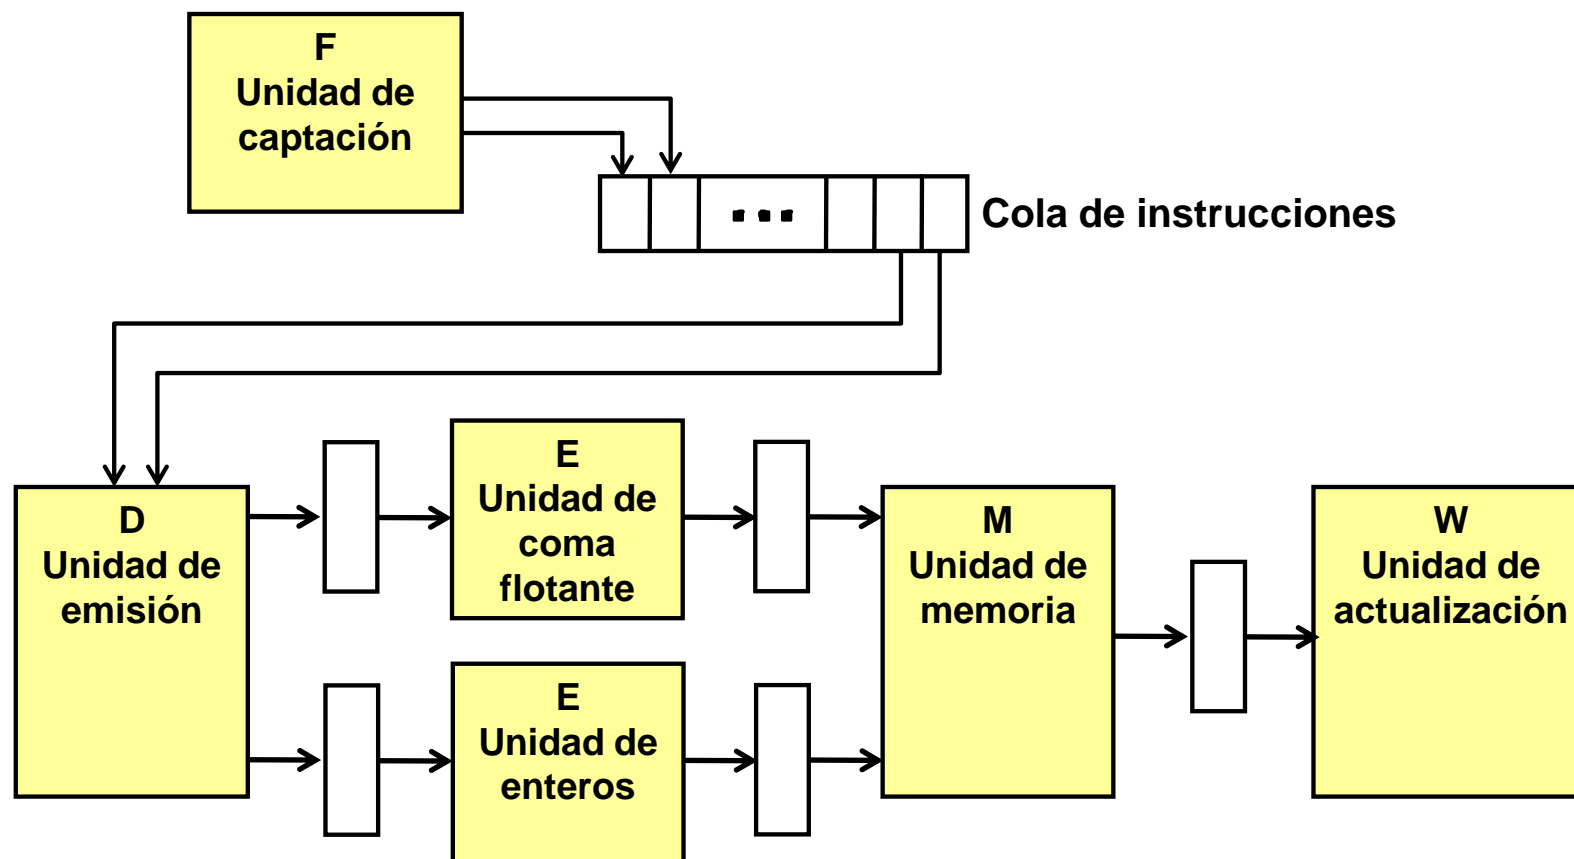 F
Unidad de
captación
Cola de instrucciones
D
Unidad de
emisión
E
Unidad de
coma
flotante
E
Unidad de
enteros
M
Unidad de
memoria
W
Unidad de
actualización